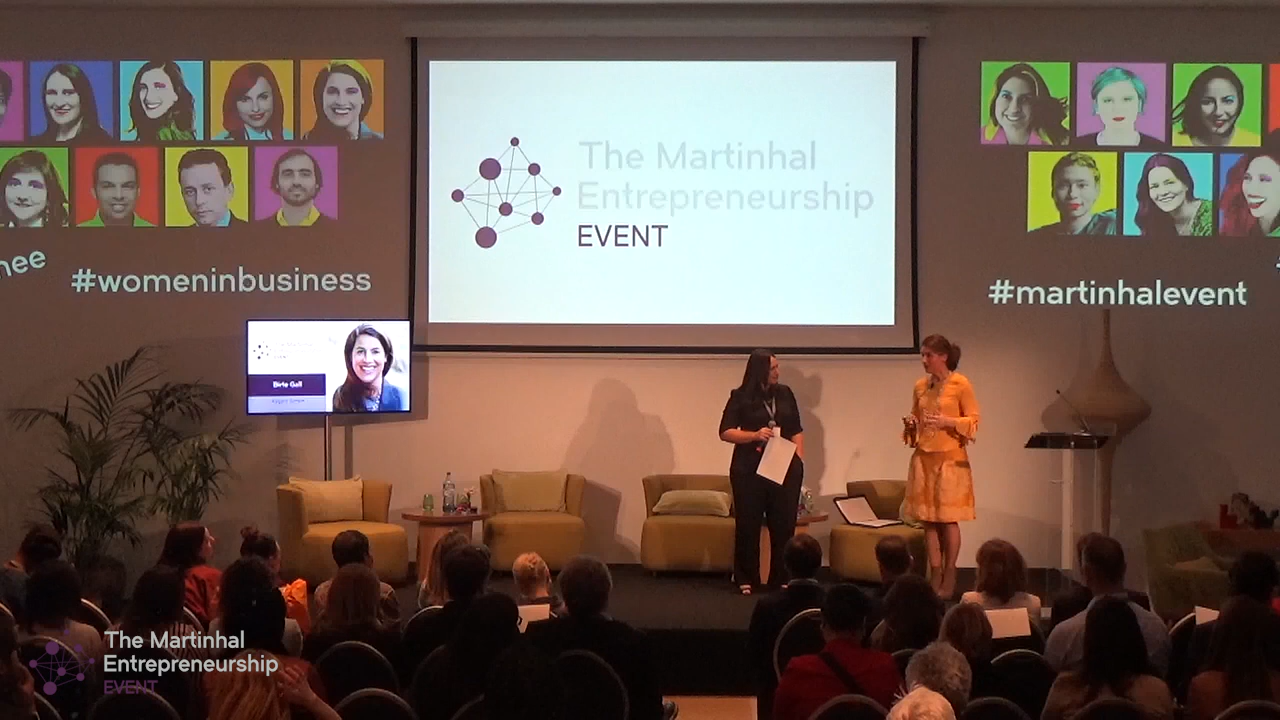 The Martinhal
Entrepreneurship
EVENT
nee
#womeninbusiness
#martinhalevent
Birte Gall
The Martinhal
Entrepreneurship
EVENT